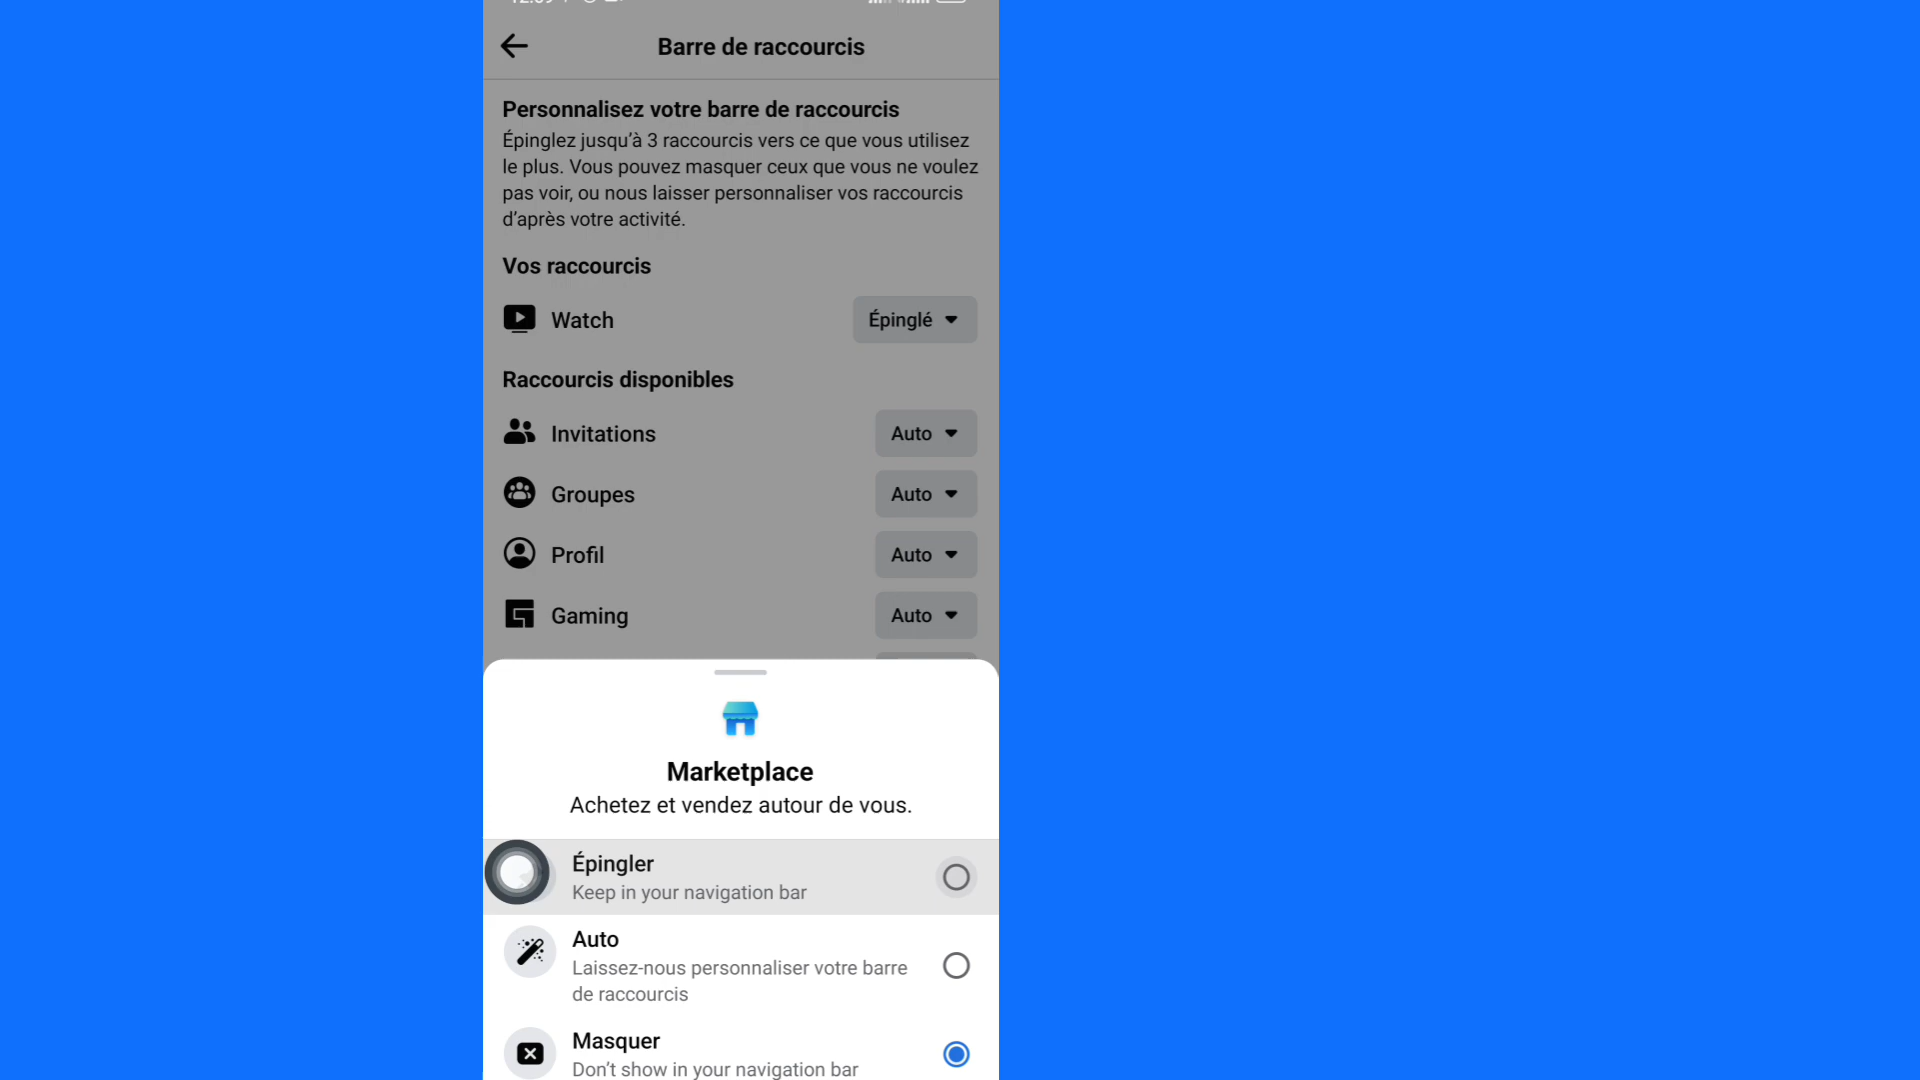 Barre de raccourcis
Personnalisez votre barre de raccourcis
Épinglez jusqu'à 3 raccourcis vers ce que vous utilisez
le plus. Vous pouvez masquer ceux que vous ne voulez
pas voir, ou nous laisser personnaliser vos raccourcis
d'après votre activité.
Vos raccourcis
Watch
Épinglé
Raccourcis disponibles
Invitations
Auto
Groupes
Auto
Profil
Auto
Gaming
Auto
Marketplace
Achetez et vendez autour de vous.
Épingler
Keep in your navigation bar
Auto
Laissez-nous personnaliser votre barre
de raccourcis
Masquer
Don't show in your navigation bar